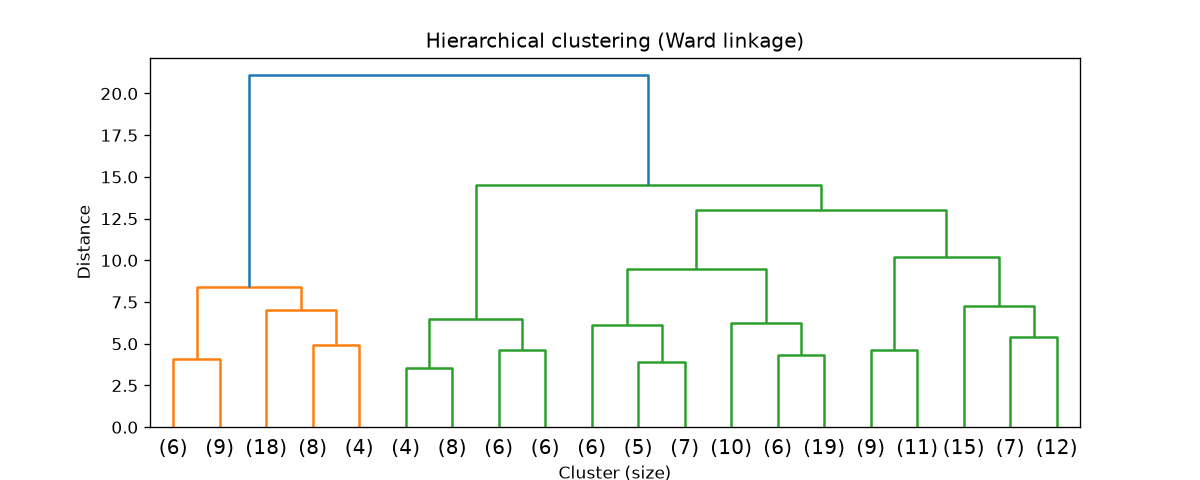 Hierarchical clustering (Ward linkage)
20.0
17.5
15.0
12.5
10.0
7.5
5.0
2.5
0.0
Distance
(6) (9) (18) (8) (4) (4) (8) (6) (6) (6) (5) (7) (10) (6) (19) (9) (11) (15) (7) (12)
Cluster (size)